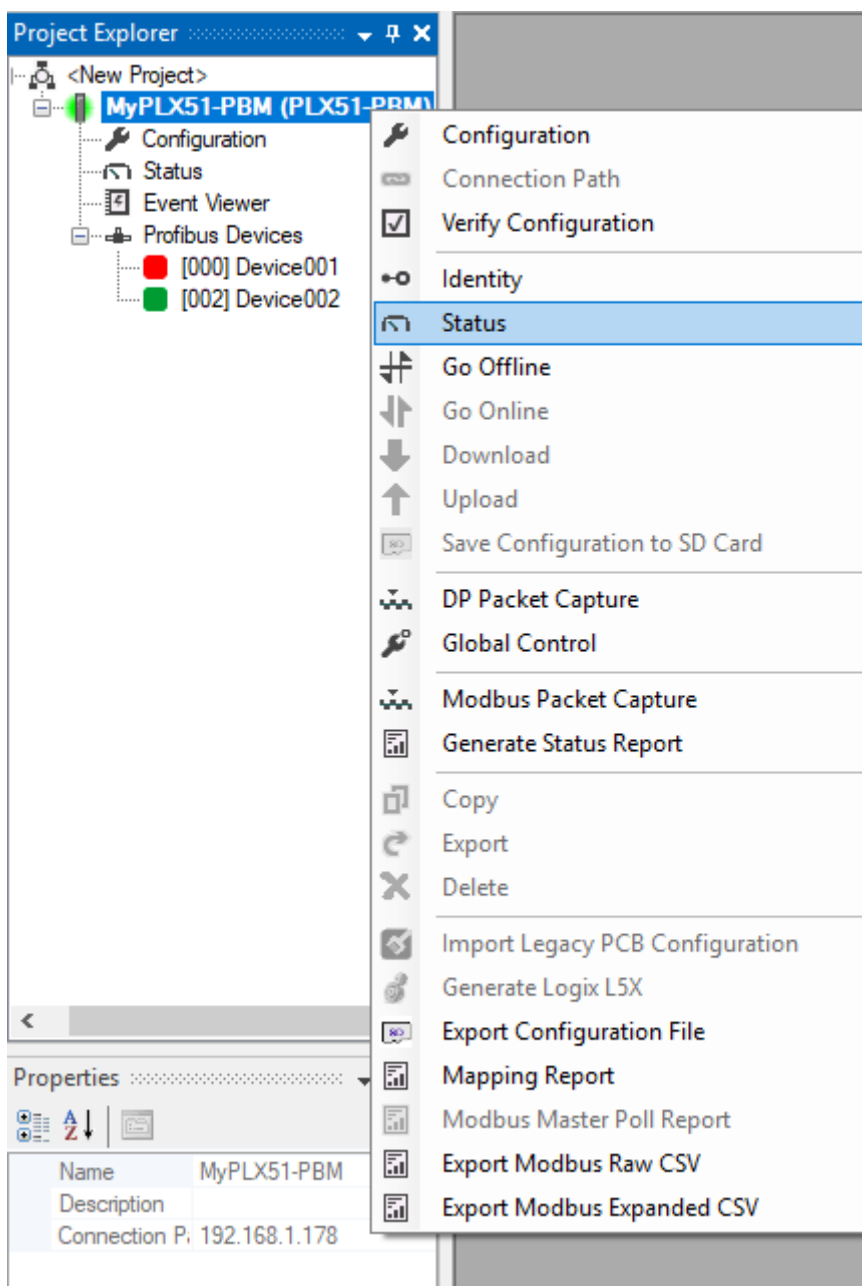 Project Explorer
<New Project>
MyPLX51-PBM (PLX51-PBM)
Configuration
Status
Event Viewer
Profibus Devices
[000] Device001
[002] Device002
Configuration
Connection Path
Verify Configuration
Identity
Status
Go Offline
Go Online
Download
Upload
Save Configuration to SD Card
DP Packet Capture
Global Control
Modbus Packet Capture
Generate Status Report
Copy
Export
Delete
Import Legacy PCB Configuration
Generate Logix L5X
Export Configuration File
Mapping Report
Modbus Master Poll Report
Export Modbus Raw CSV
Export Modbus Expanded CSV
Properties
Name MyPLX51-PBM
Description
Connection P 192.168.1.178